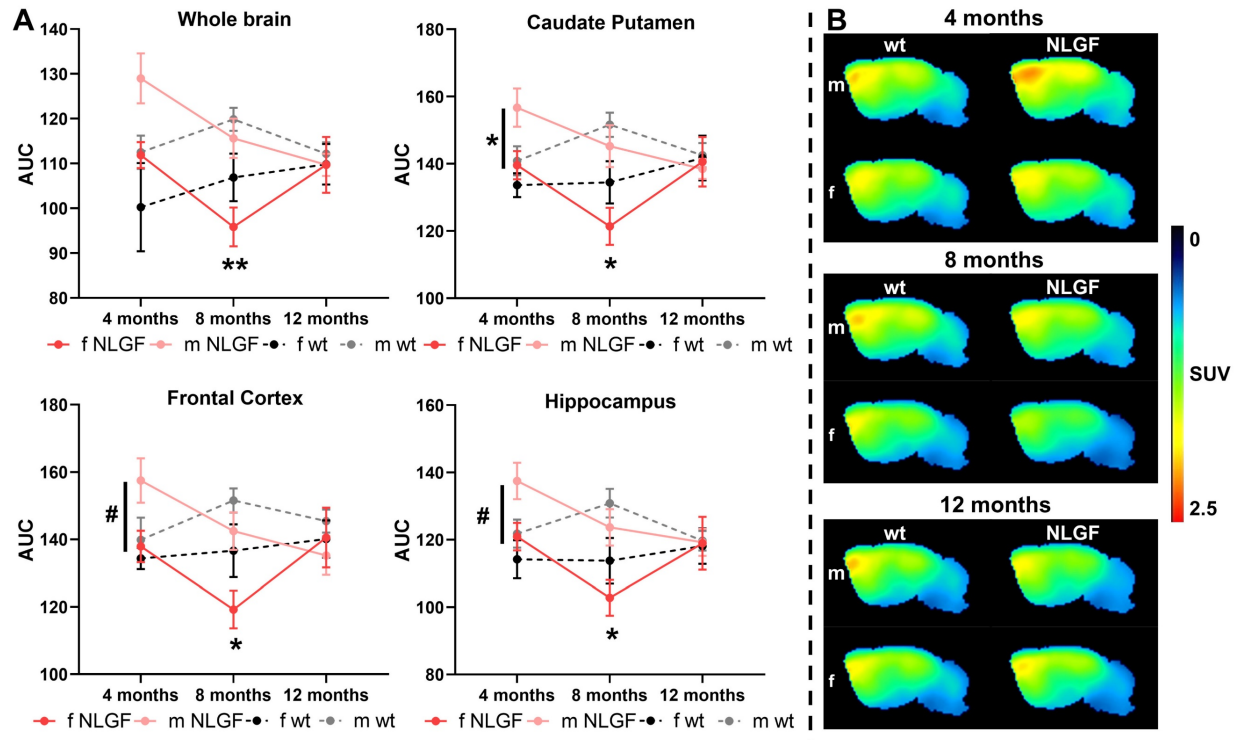 A
Whole brain
140
130
120
110
100
90
80
AUC
**
4 months 8 months 12 months
f NLGF m NLGF f wt m wt
Caudate Putamen
180
160
140
120
100
AUC
*
*
4 months 8 months 12 months
f NLGF m NLGF f wt m wt
Frontal Cortex
180
160
140
120
100
AUC
#
*
4 months 8 months 12 months
f NLGF m NLGF f wt m wt
Hippocampus
160
140
120
100
80
AUC
#
*
4 months 8 months 12 months
f NLGF m NLGF f wt m wt
B
4 months
wt NLGF
m
f
8 months
wt NLGF
m
f
12 months
wt NLGF
m
f
0
SUV
2.5